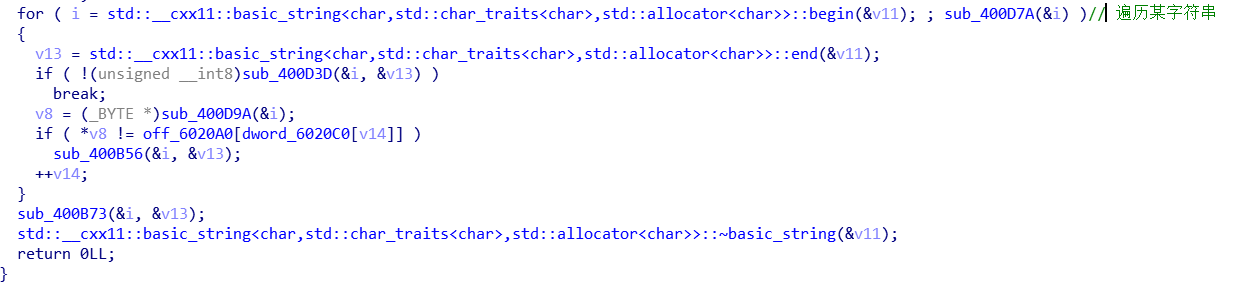 for ( i = std::__cxx11::basic_string<char,std::char_traits<char>,std::allocator<char>>::begin(&v11); ; sub_400D7A(&i) )// 遍历某字符串
{
v13 = std::__cxx11::basic_string<char,std::char_traits<char>,std::allocator<char>>::end(&v11);
if ( !(unsigned __int8)sub_400D3D(&i, &v13) )
break;
v8 = (_BYTE *)sub_400D9A(&i);
if ( *v8 != off_6020A0[dword_6020C0[v14]] )
sub_400B56(&i, &v13);
++v14;
}
sub_400B73(&i, &v13);
std::__cxx11::basic_string<char,std::char_traits<char>,std::allocator<char>>::~basic_string(&v11);
return 0LL;
}